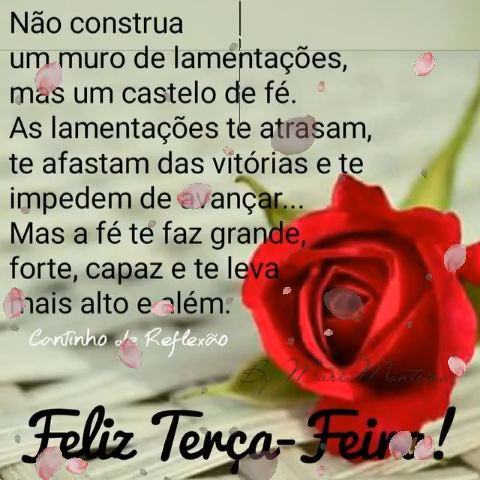 Não construa
um muro de lamentações,
mas um castelo de fé.
As lamentações te atrasam,
te afastam das vitórias e te
impedem de avançar...
Mas a fé te faz grande,
forte, capaz e te leva
mais alto e além.
Cantinho de Reflexão
By Mari
Feliz Terça-Feira!